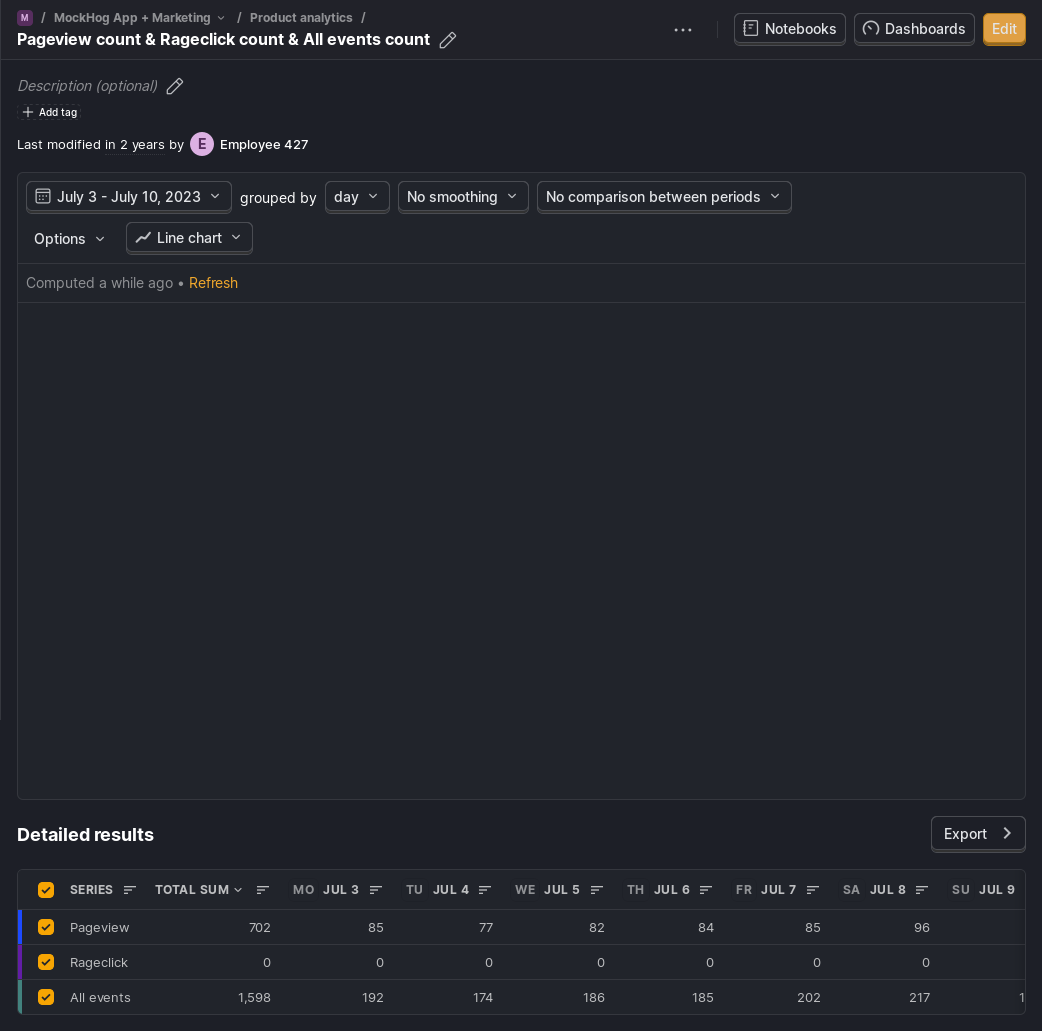 M / MockHog App + Marketing / Product analytics /
Pageview count & Rageclick count & All events count
Notebooks Dashboards Edit
Description (optional)
Add tag
Last modified in 2 years by E Employee 427
July 3 - July 10, 2023 grouped by day No smoothing No comparison between periods
Options Line chart
Computed a while ago • Refresh
Detailed results
Export
SERIES TOTAL SUM MO JUL 3 TU JUL 4 WE JUL 5 TH JUL 6 FR JUL 7 SA JUL 8 SU JUL 9
Pageview 702 85 77 82 84 85 96
Rageclick 0 0 0 0 0 0 0
All events 1,598 192 174 186 185 202 217